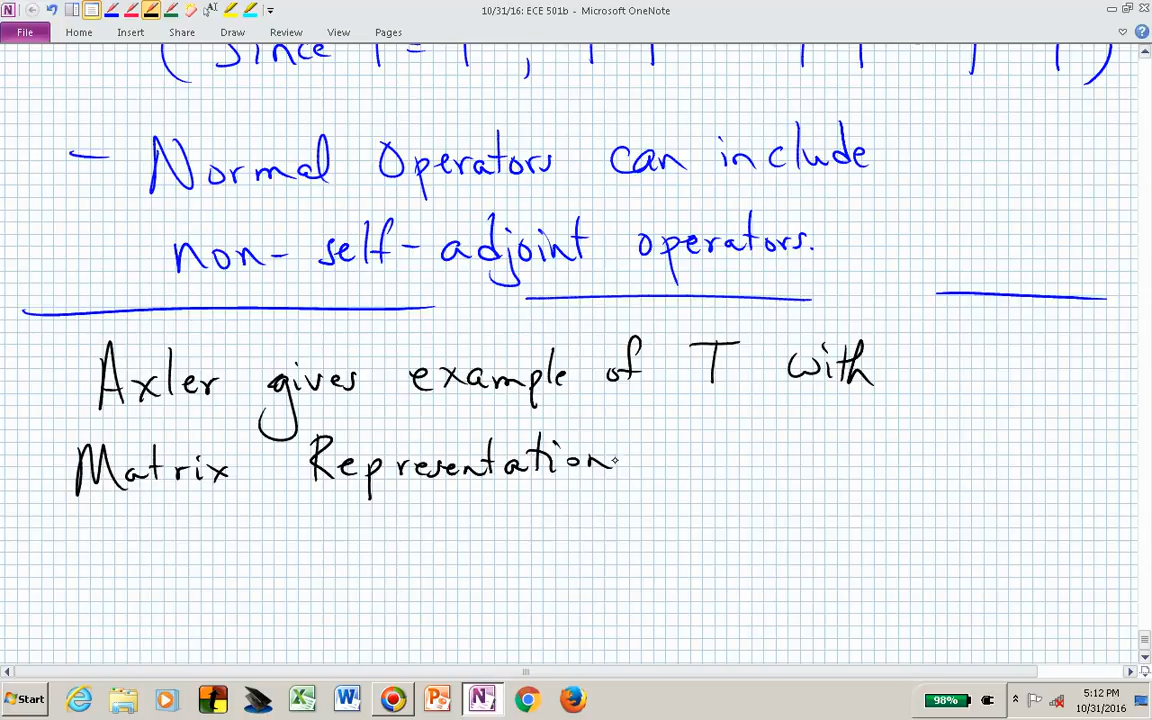 10/31/16: ECE 501b - Microsoft OneNote
File Home Insert Share Draw Review View Pages
(Since
- Normal Operators can include
non-self-adjoint operators.
Axler gives example of T with
Matrix Representation
Start
98%
5:12 PM
10/31/2016